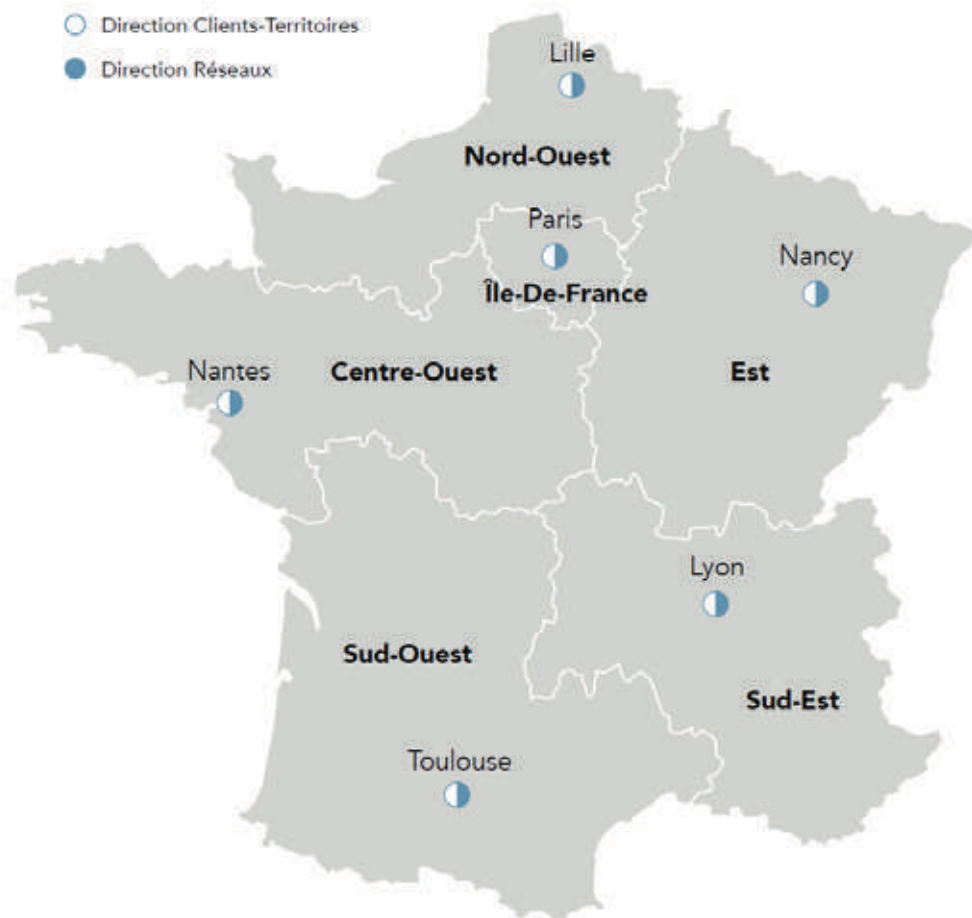 Direction Clients-Territoires
Direction Réseaux
Lille
Nord-Ouest
Paris
Île-De-France
Nancy
Nantes
Centre-Ouest
Est
Lyon
Sud-Ouest
Sud-Est
Toulouse